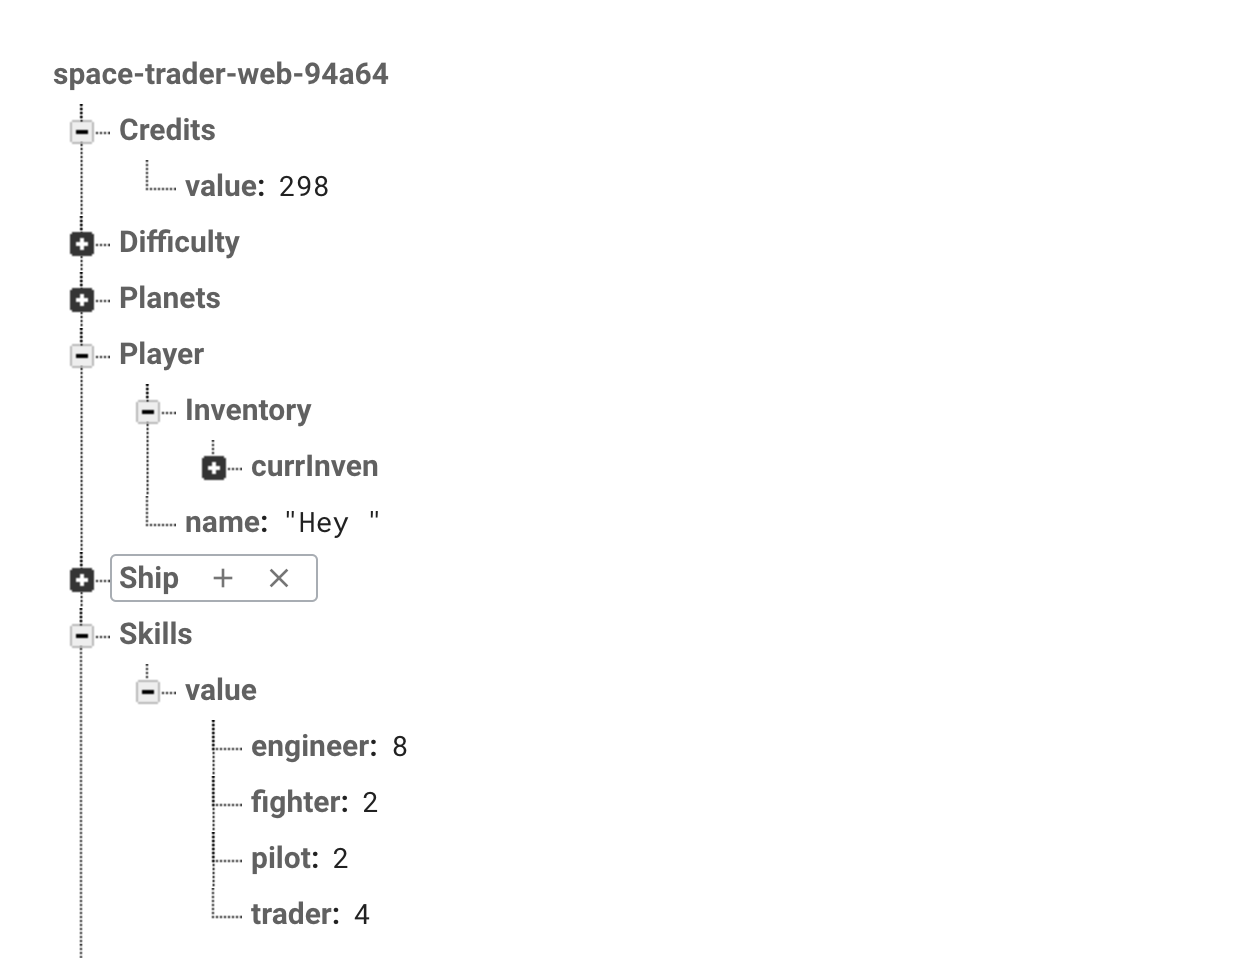 space-trader-web-94a64
Credits
value: 298
Difficulty
Planets
Player
Inventory
currInven
name: "Hey "
Ship
Skills
value
engineer: 8
fighter: 2
pilot: 2
trader: 4